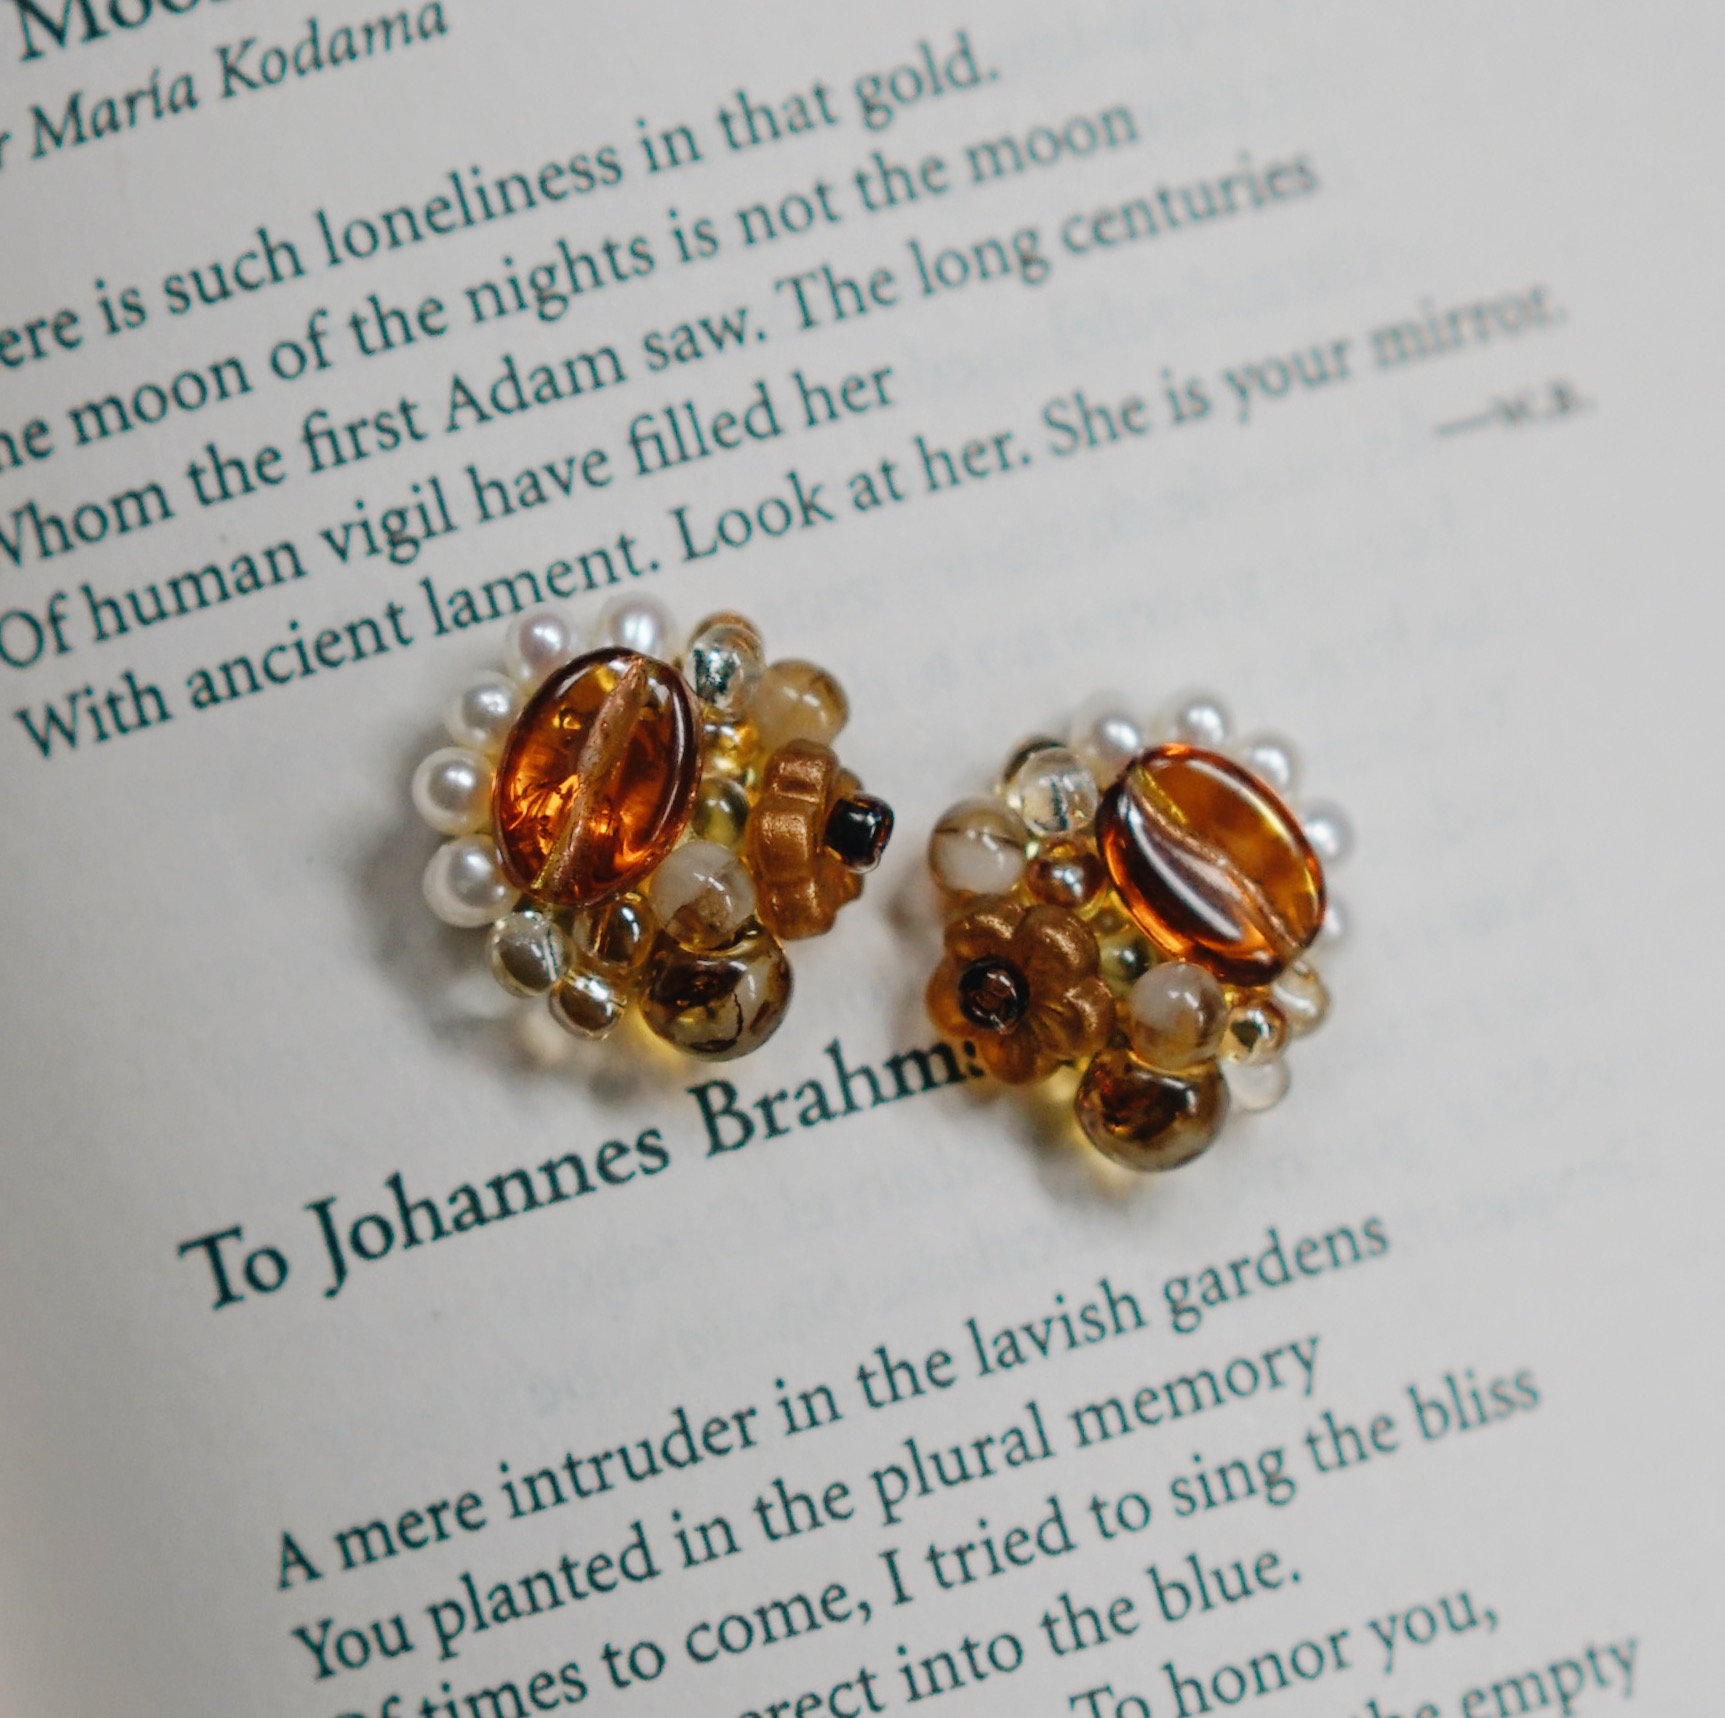 María Kodama
is such loneliness in that gold.
moon of the nights is not the moon
Whom the first Adam saw. The long centuries
Of human vigil have filled her
With ancient lament. Look at her. She is your mirror.
—W.B.
To Johannes Brahms
A mere intruder in the lavish gardens
You planted in the plural memory
Of times to come, I tried to sing the bliss
into the blue.
To honor you,
the empty